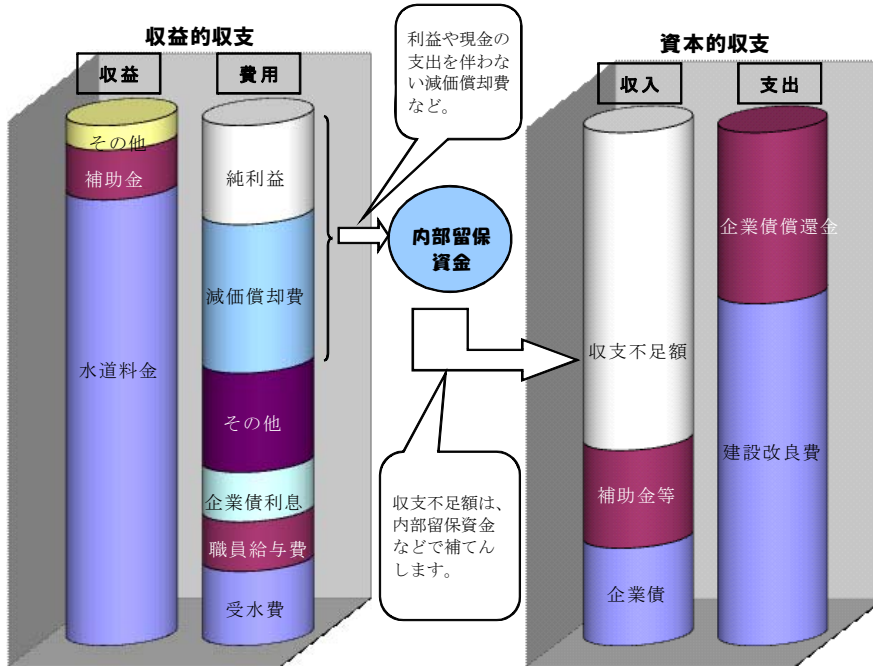 収益的収支
収益
費用
その他
補助金
水道料金
純利益
減価償却費
その他
企業債利息
職員給与費
受水費
利益や現金の
支出を伴わな
い減価償却費
など。
内部留保
資金
収支不足額は、
内部留保資金
などで補てん
します。
資本的収支
収入
支出
収支不足額
補助金等
企業債
企業債償還金
建設改良費